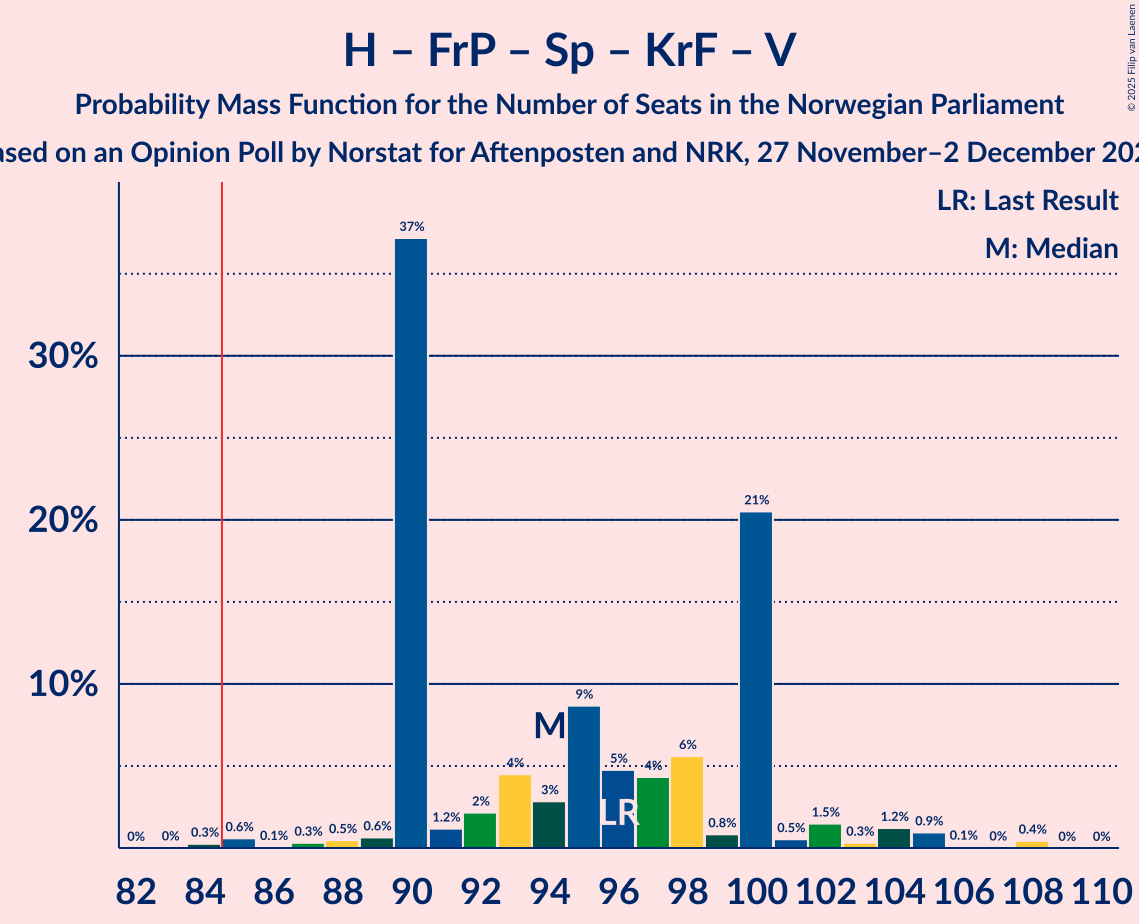 H – FrP – Sp – KrF – V
Probability Mass Function for the Number of Seats in the Norwegian Parliament
on an Opinion Poll by Norstat for Aftenposten and NRK, 27 November–2 December
© 2025 Filip van Laenen
LR: Last Result
M: Median
37%
30%
21%
20%
10%
9%
M
6%
5%
4%
4%
3%
LR
2%
0% 0% 0.3% 0.6% 0.1% 0.3% 0.5% 0.6% 1.2% 0.8% 0.5% 1.5% 0.3% 1.2% 0.9% 0.1% 0% 0.4% 0% 0%
82 84 86 88 90 92 94 96 98 100 102 104 106 108 110